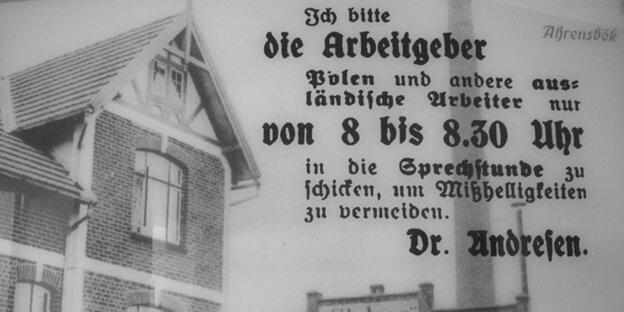 Ich bitte
Ahrensbök
die Arbeitgeber
Polen und andere aus=
ländische Arbeiter nur
von 8 bis 8.30 Uhr
in die Sprechstunde zu
schicken, um Mißhelligkeiten
zu vermeiden.
Dr. Andresen.